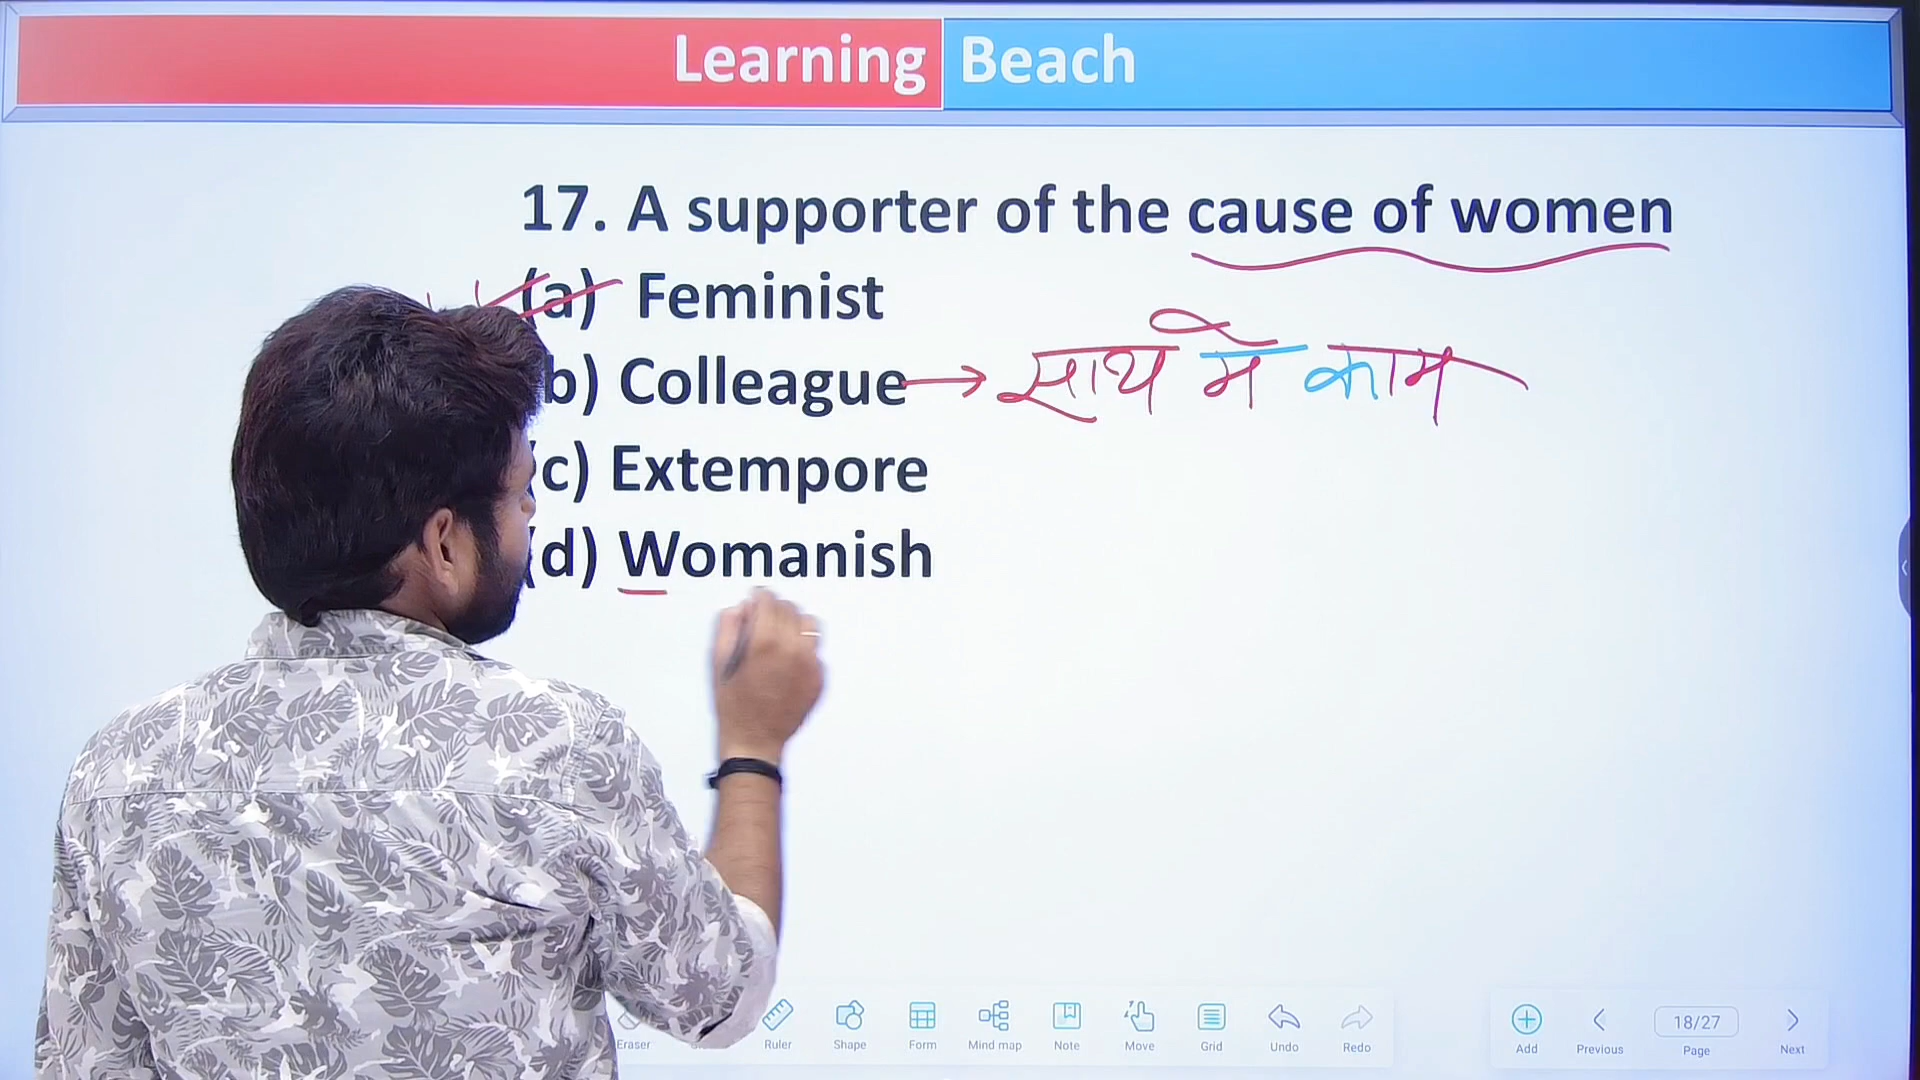 Learning Beach
17. A supporter of the cause of women
(a) Feminist
b) Colleague → साथ में काम
(c) Extempore
(d) Womanish
Eraser Ruler Shape Form Mind map Note Move Grid Undo Redo Add Previous 18/27 Page Next